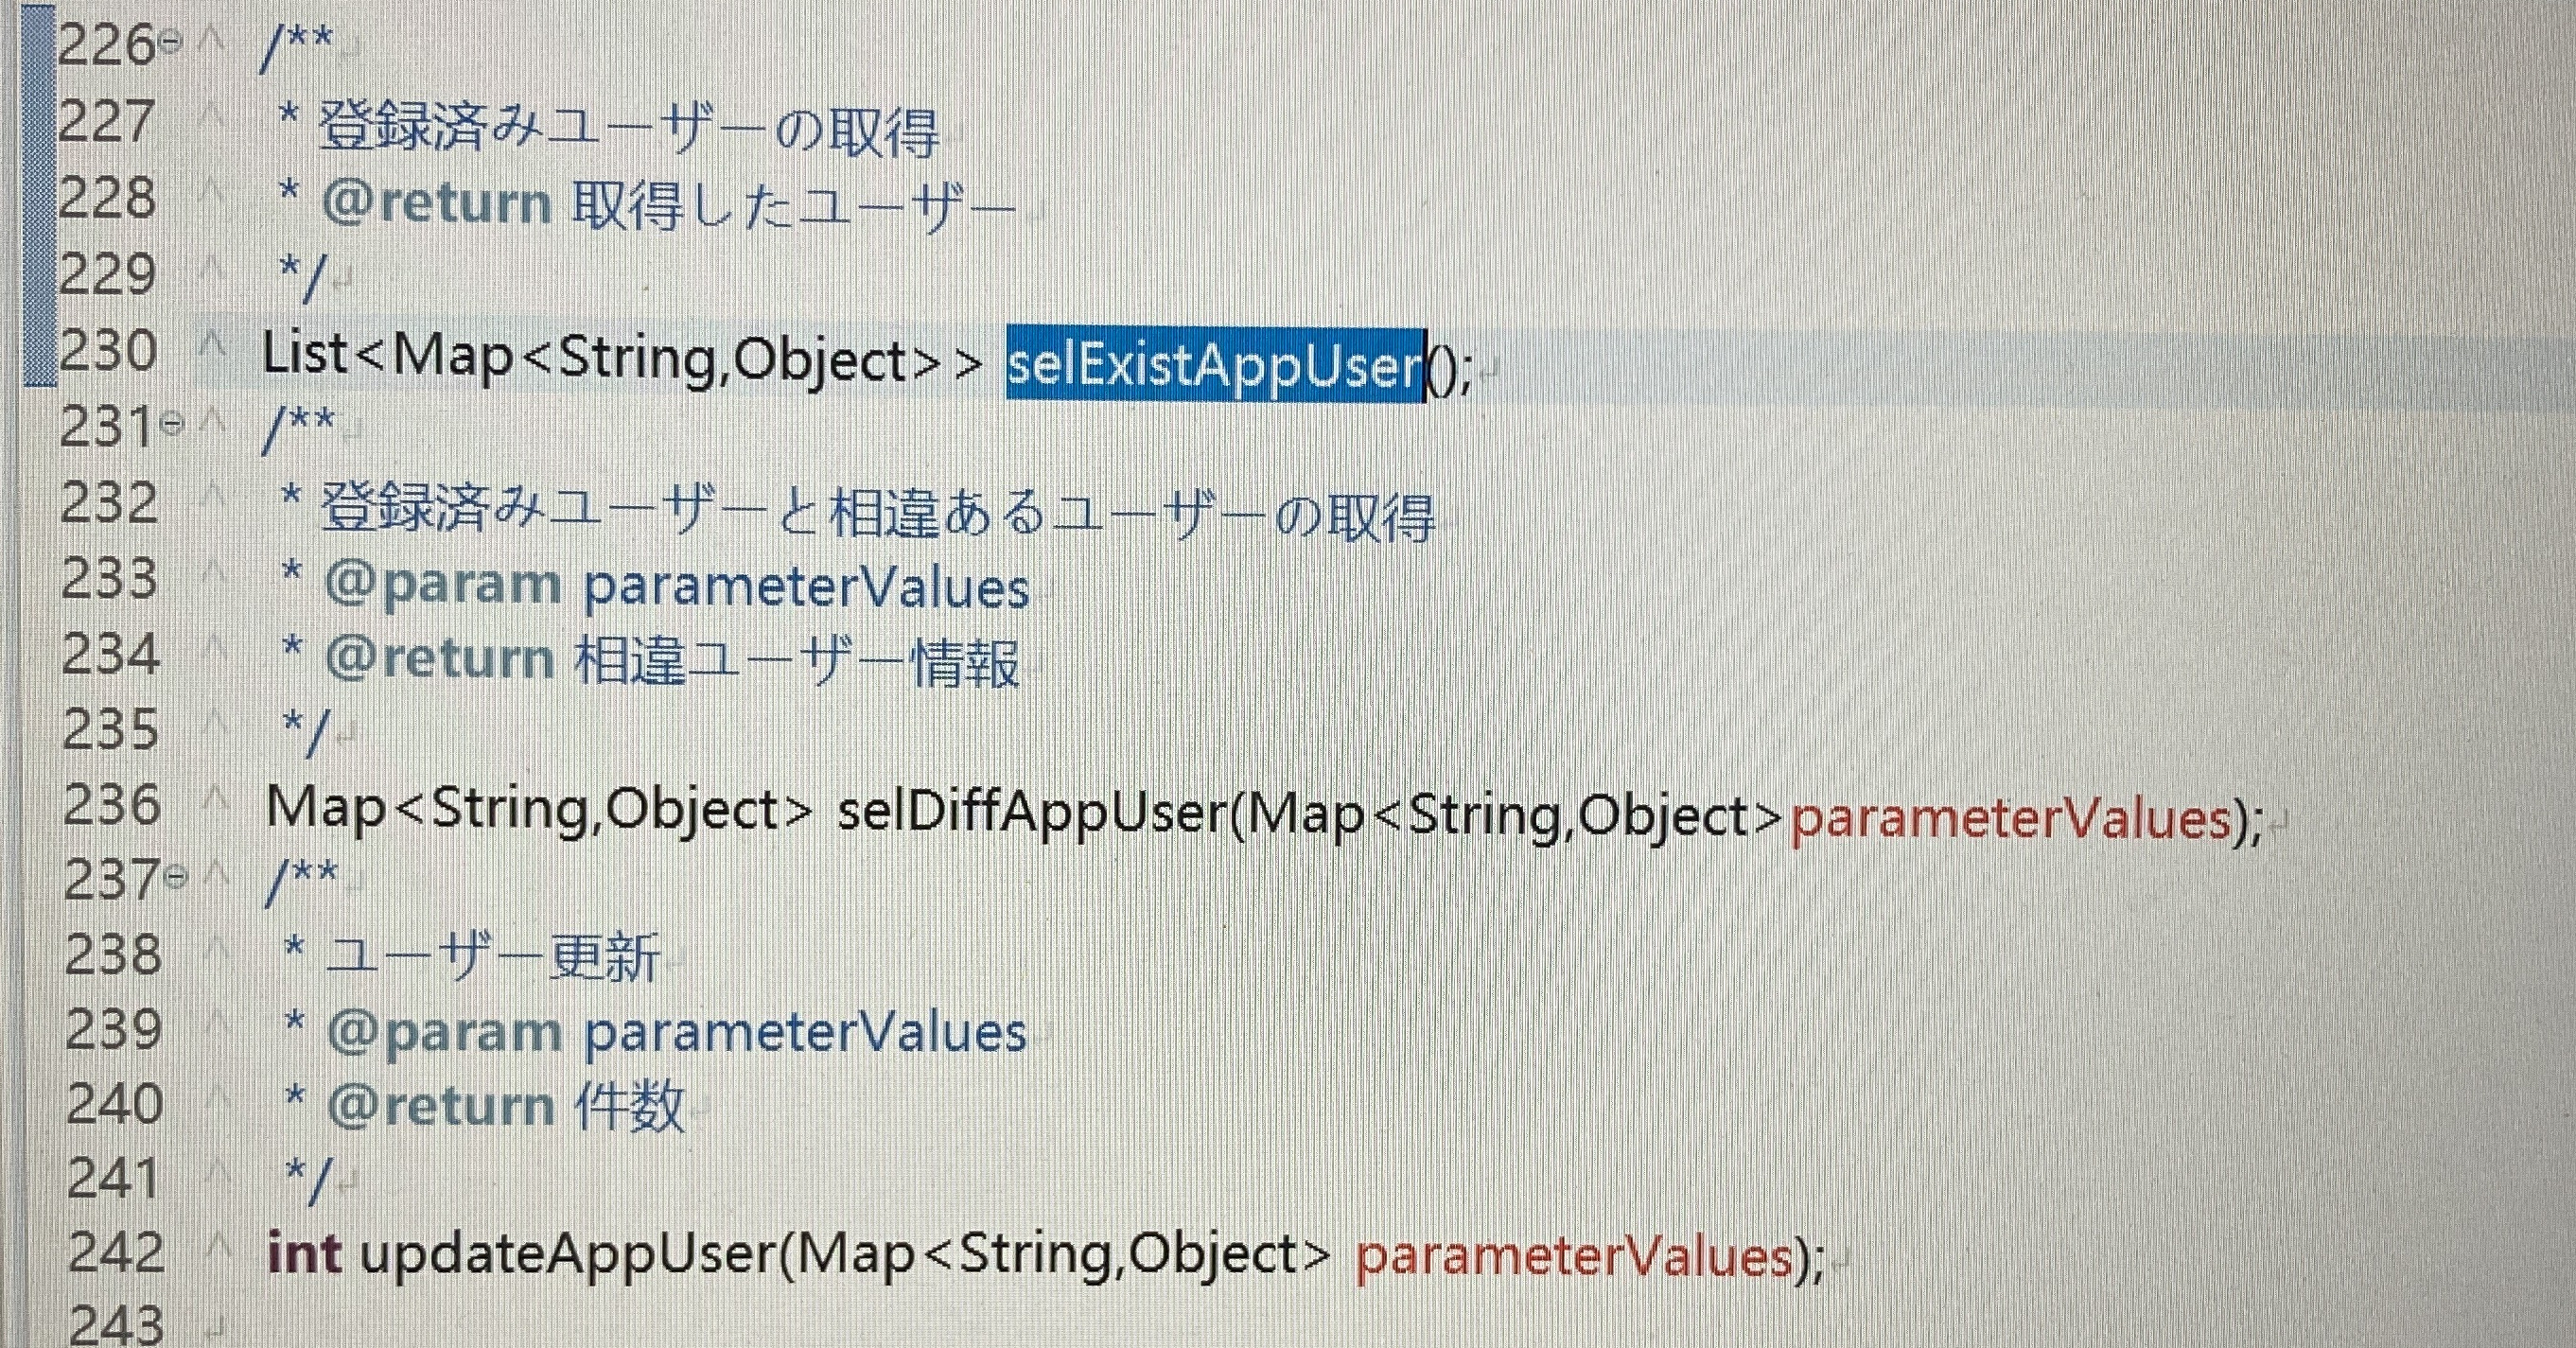 226 /**
227 * 登録済みユーザーの取得
228 * @return 取得したユーザー
229 */
230 List<Map<String,Object>> selExistAppUser();
231 /**
232 * 登録済みユーザーと相違あるユーザーの取得
233 * @param parameterValues
234 * @return 相違ユーザー情報
235 */
236 Map<String,Object> selDiffAppUser(Map<String,Object>parameterValues);
237 /**
238 * ユーザー更新
239 * @param parameterValues
240 * @return 件数
241 */
242 int updateAppUser(Map<String,Object> parameterValues);
243